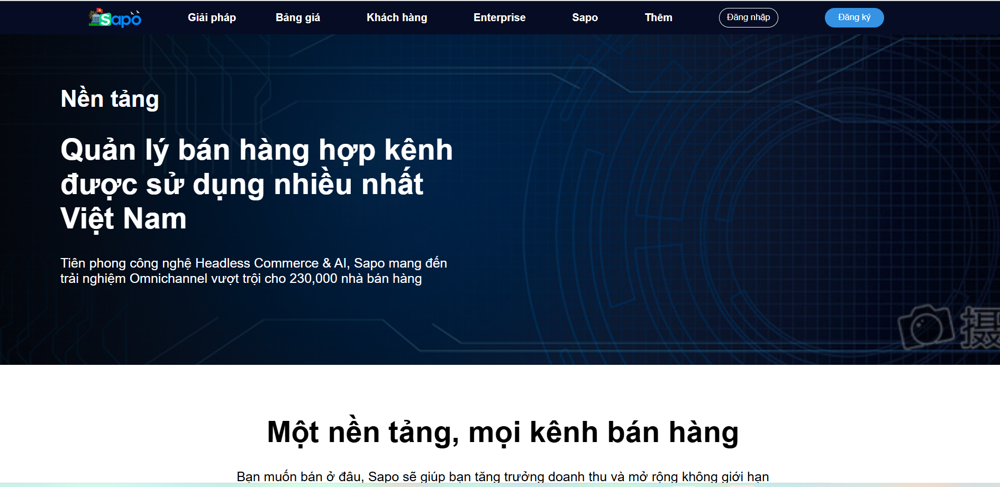 Sapo
Giải pháp
Bảng giá
Khách hàng
Enterprise
Sapo
Thêm
Đăng nhập
Đăng ký
Nền tảng
Quản lý bán hàng hợp kênh
được sử dụng nhiều nhất
Việt Nam
Tiên phong công nghệ Headless Commerce & AI, Sapo mang đến
trải nghiệm Omnichannel vượt trội cho 230,000 nhà bán hàng
摄
Một nền tảng, mọi kênh bán hàng
Bạn muốn bán ở đâu, Sapo sẽ giúp bạn tăng trưởng doanh thu và mở rộng không giới hạn